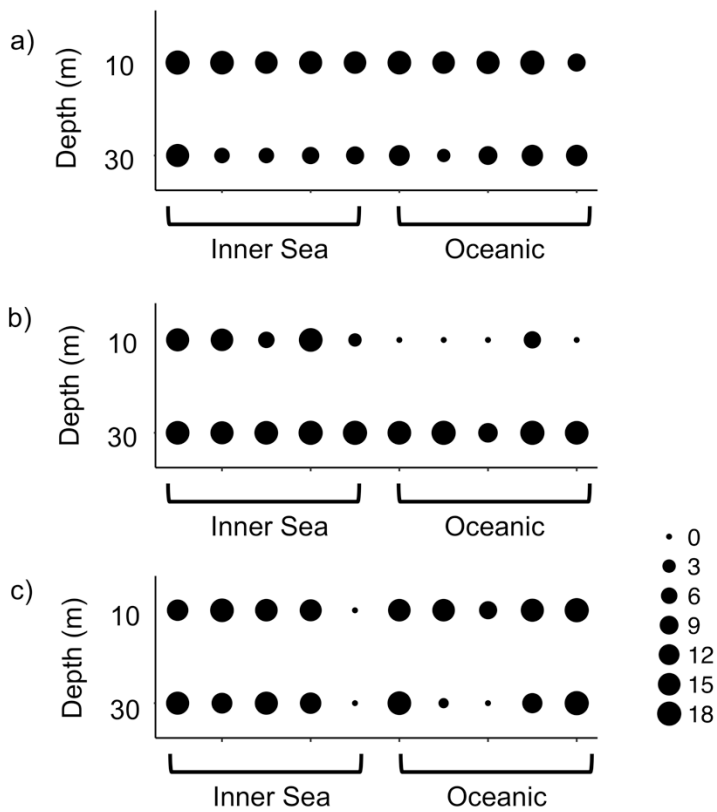 a)
Depth (m)
10
30
Inner Sea Oceanic
b)
Depth (m)
10
30
Inner Sea Oceanic
c)
Depth (m)
10
30
Inner Sea Oceanic
0
3
6
9
12
15
18